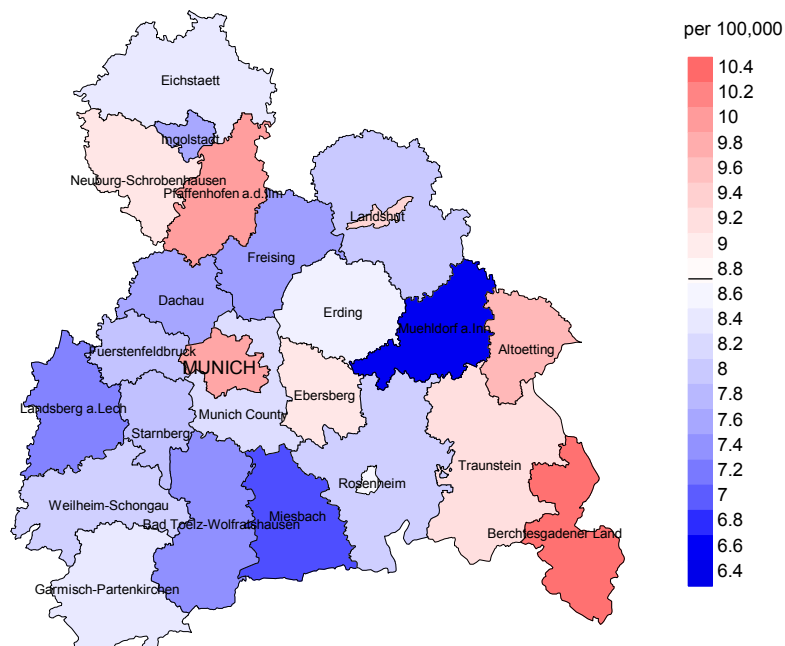 per 100,000
10.4
10.2
10
9.8
9.6
9.4
9.2
9
8.8
8.6
8.4
8.2
8
7.8
7.6
7.4
7.2
7
6.8
6.6
6.4
Eichstaett
Ingolstadt
Neuburg-Schrobenhausen
Pfaffenhofen a.d.Ilm
Landshut
Freising
Dachau
Erding
Muehldorf a.Inn
Altoetting
Fuerstenfeldbruck
MUNICH
Ebersberg
Landsberg a.Lech
Munich County
Starnberg
Traunstein
Rosenheim
Weilheim-Schongau
Miesbach
Bad Toelz-Wolfratshausen
Berchtesgadener Land
Garmisch-Partenkirchen